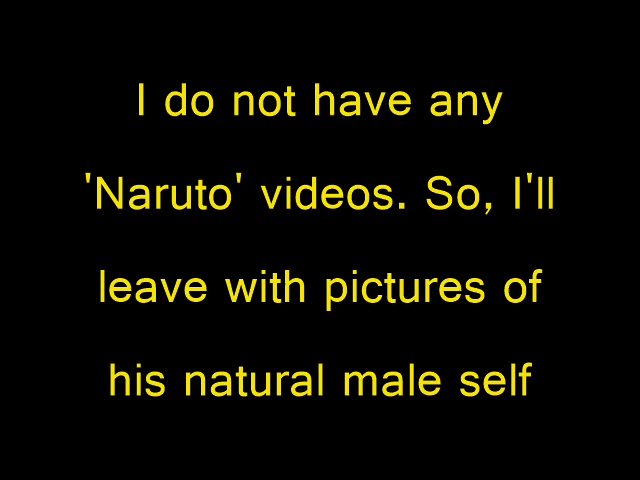 I do not have any
'Naruto' videos. So, I'll
leave with pictures of
his natural male self